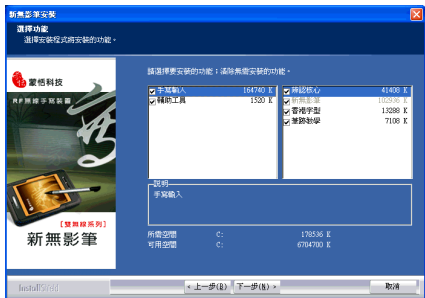 新無影筆安裝
選擇功能
選擇安裝程式將安裝的功能。
蒙恬科技
RF無線手寫裝置
[雙無線系列]
新無影筆
請選擇要安裝的功能；清除無需安裝的功能。
手寫輸入 164740 K
輔助工具 1520 K
辨認核心 41408 K
新無影筆 102936 K
香港字型 13288 K
筆跡教學 7108 K
說明
手寫輸入
所需空間 C: 178536 K
可用空間 C: 6704700 K
InstallShield
< 上一步(B)
下一步(N) >
取消